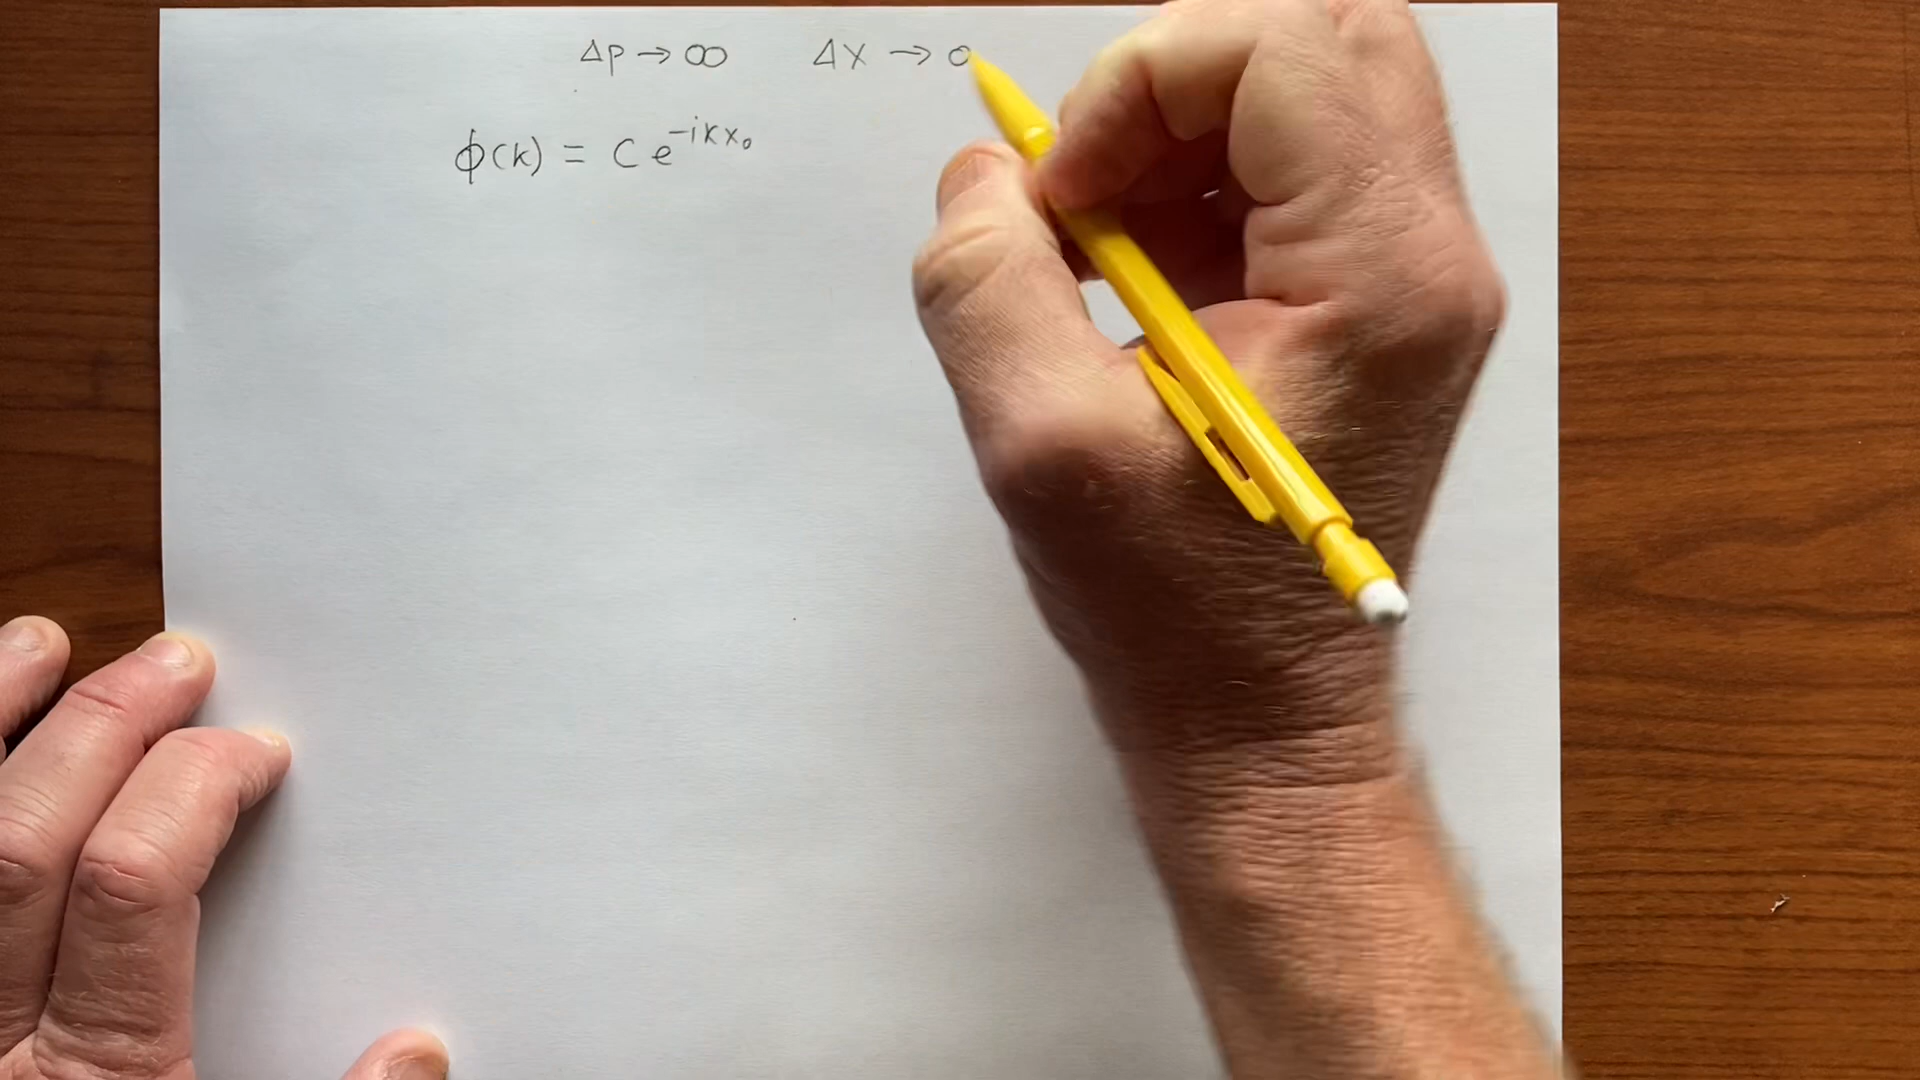 Δp → ∞ Δx → 0
ϕ(k) = C e^{-ikx₀}